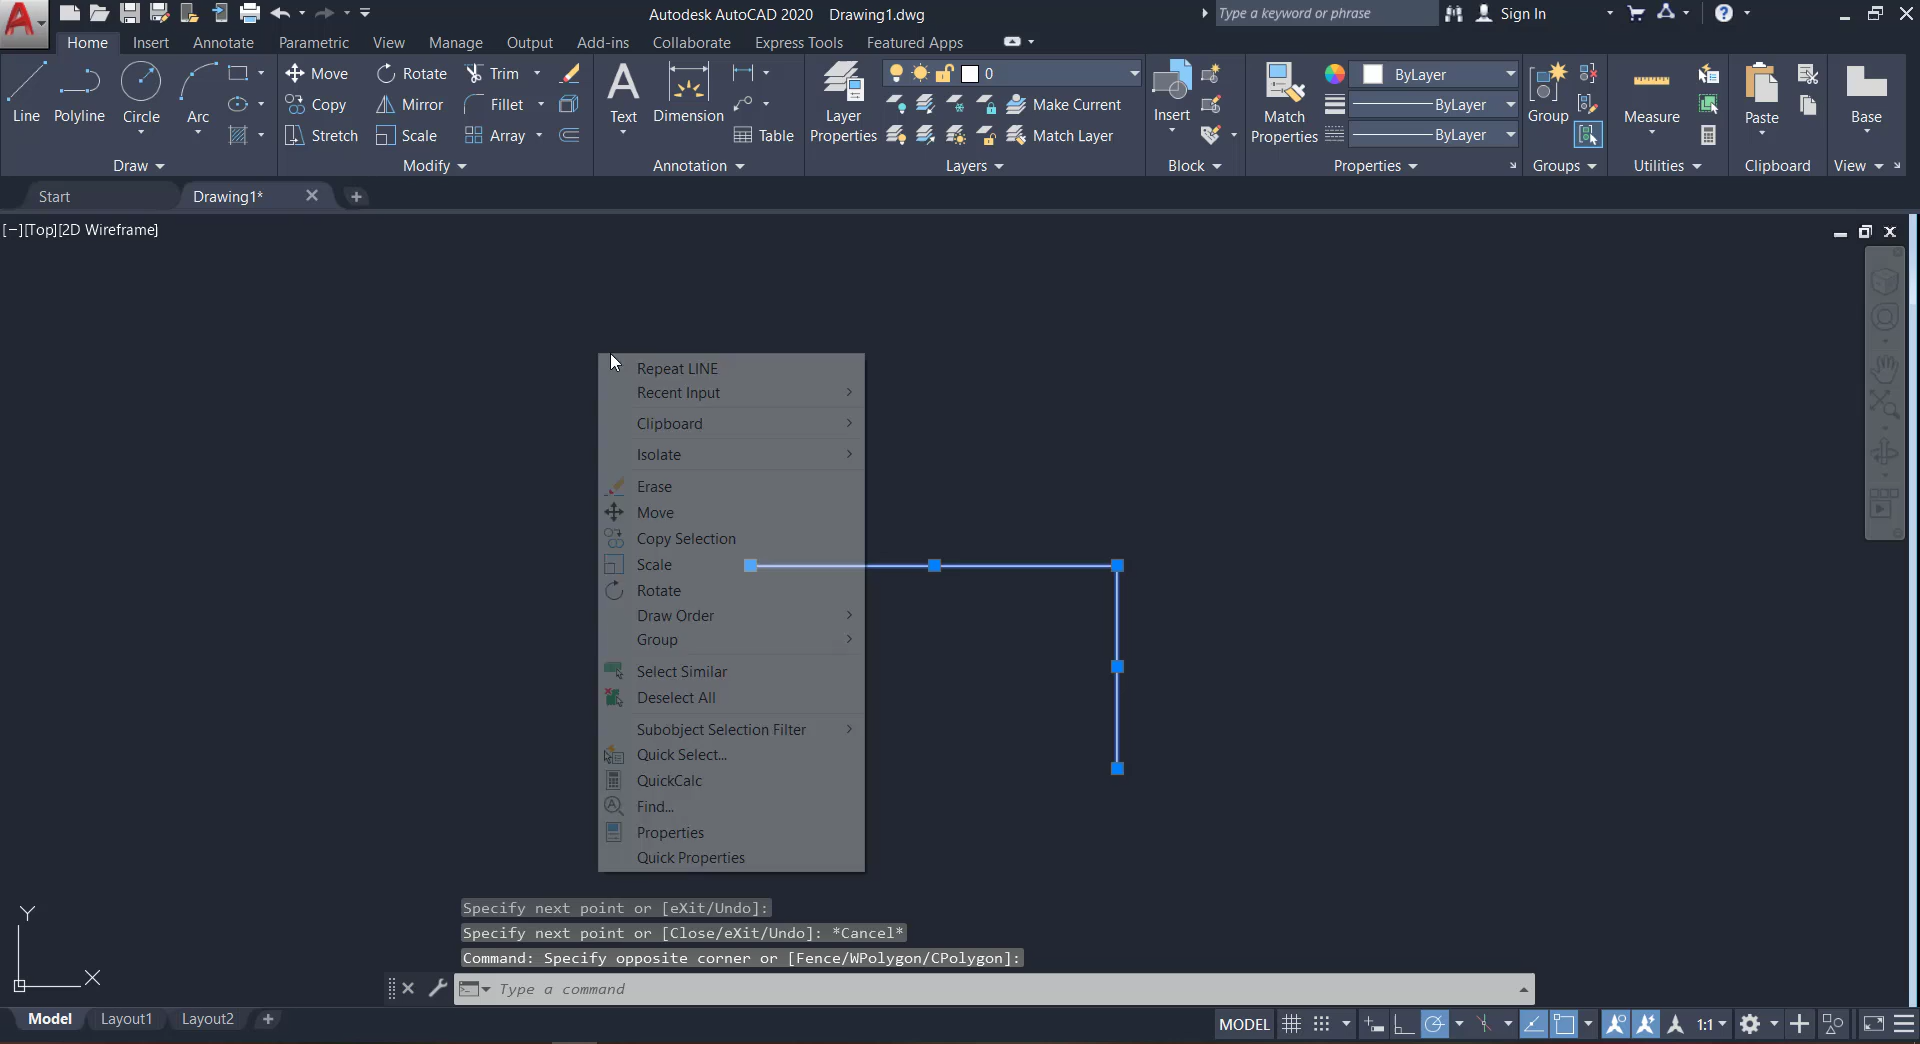 Autodesk AutoCAD 2020 Drawing1.dwg
Type a keyword or phrase
Sign In
Home Insert Annotate Parametric View Manage Output Add-ins Collaborate Express Tools Featured Apps
Line Polyline Circle Arc
Move Rotate Trim
Copy Mirror Fillet
Stretch Scale Array
Text Dimension Table
Layer Properties
0
Make Current
Match Layer
Insert
Match Properties
ByLayer
ByLayer
ByLayer
Group
Measure
Paste
Base
Draw Modify Annotation Layers Block Properties Groups Utilities Clipboard View
Start Drawing1*
[−][Top][2D Wireframe]
Repeat LINE
Recent Input
Clipboard
Isolate
Erase
Move
Copy Selection
Scale
Rotate
Draw Order
Group
Select Similar
Deselect All
Subobject Selection Filter
Quick Select...
QuickCalc
Find...
Properties
Quick Properties
Y
X
Specify next point or [eXit/Undo]:
Specify next point or [Close/eXit/Undo]: *Cancel*
Command: Specify opposite corner or [Fence/WPolygon/CPolygon]:
Type a command
Model Layout1 Layout2
MODEL 1:1